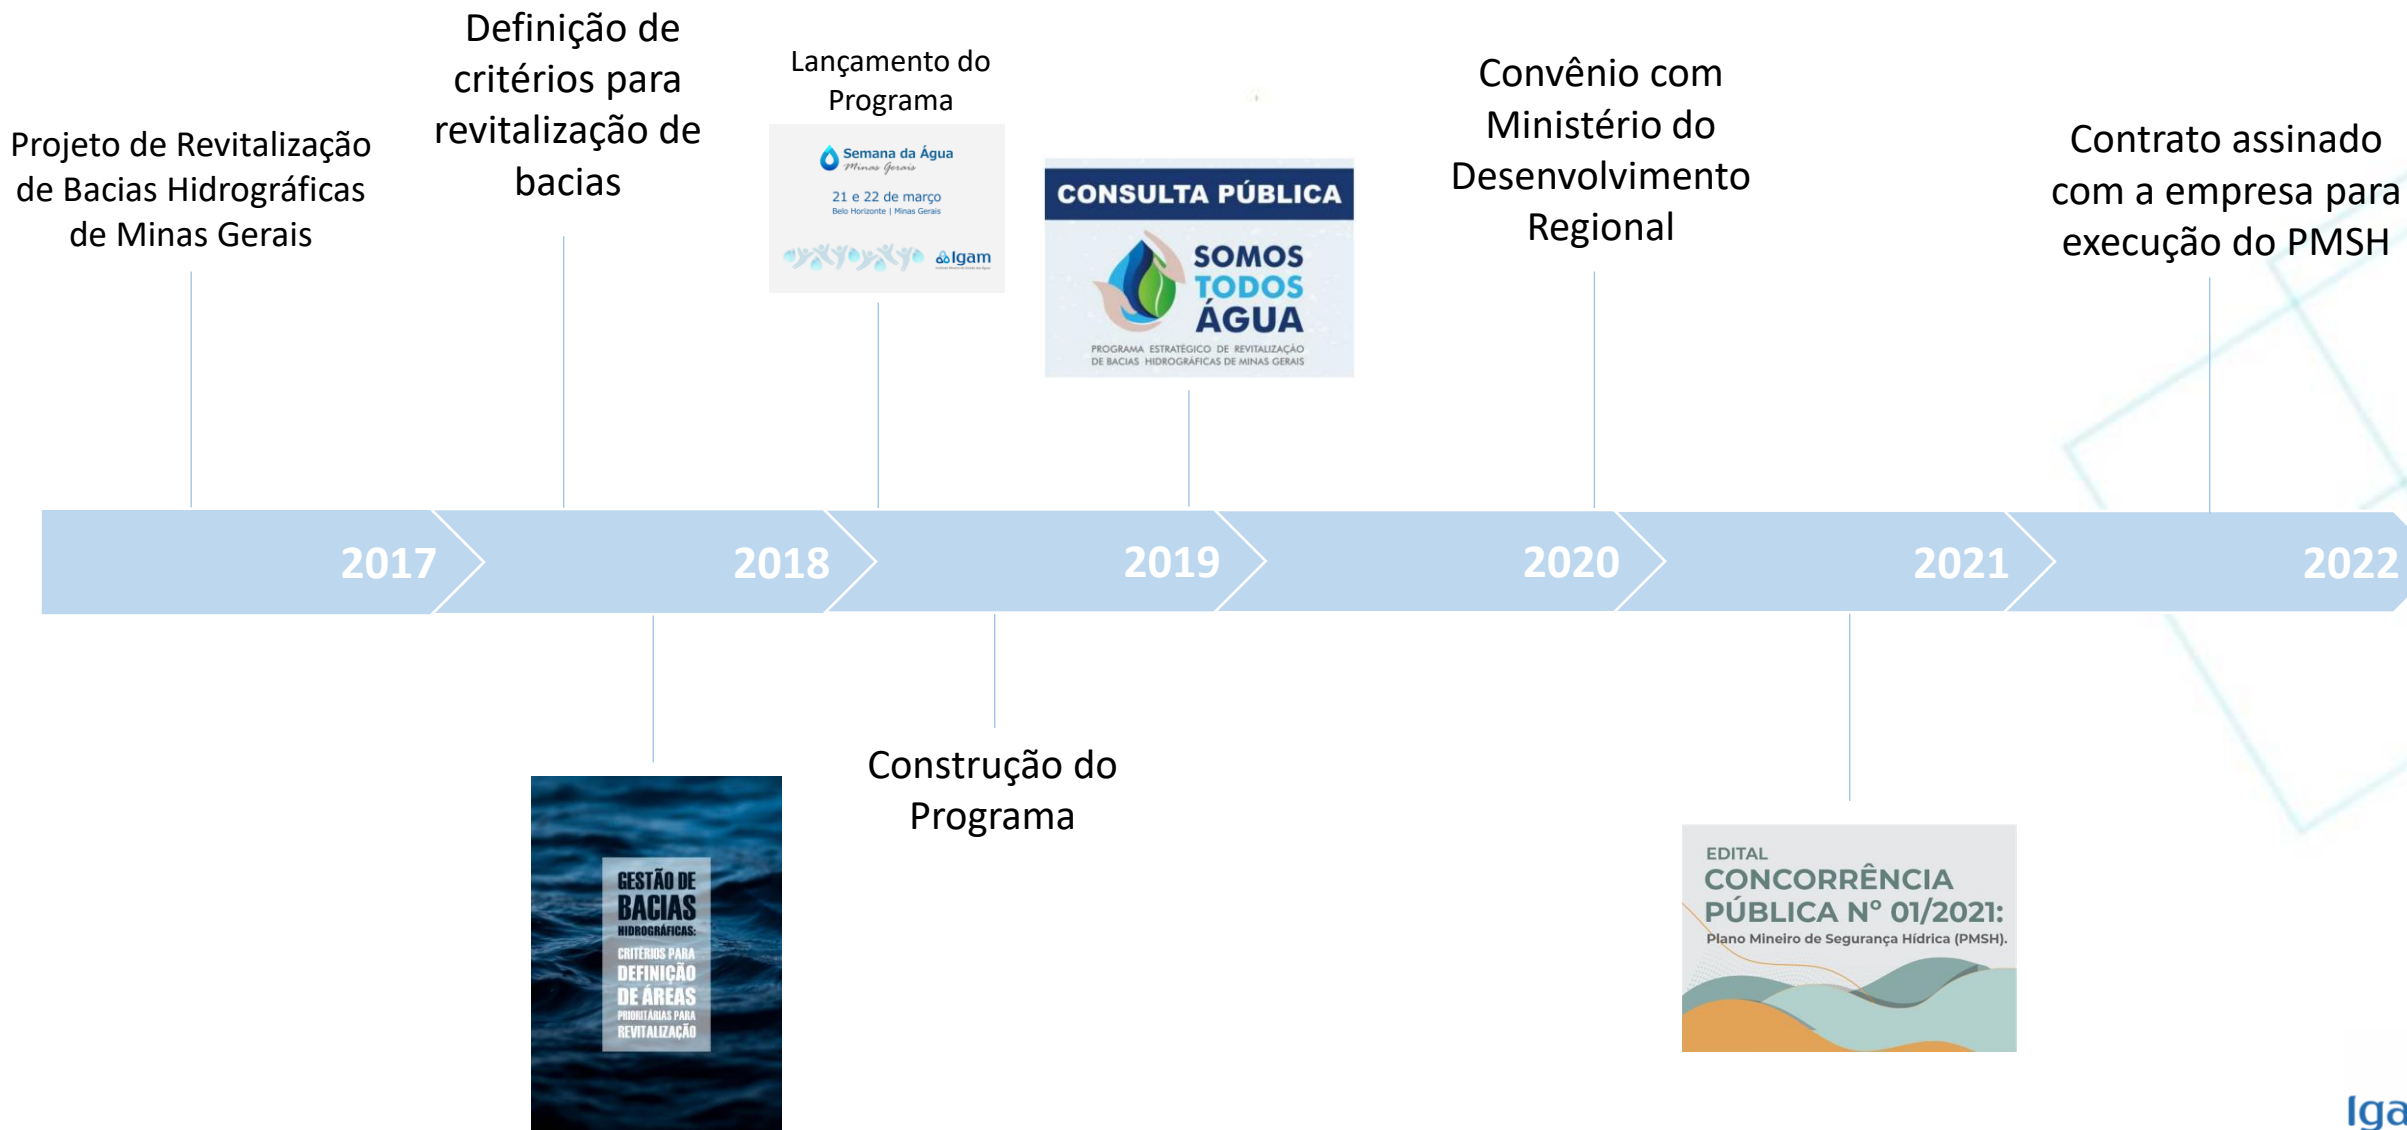 Projeto de Revitalização
de Bacias Hidrográficas
de Minas Gerais
Definição de
critérios para
revitalização de
bacias
Lançamento do
Programa
Semana da Água
Minas Gerais
21 e 22 de março
Belo Horizonte | Minas Gerais
Igam
CONSULTA PÚBLICA
SOMOS
TODOS
ÁGUA
PROGRAMA ESTRATÉGICO DE REVITALIZAÇÃO
DE BACIAS HIDROGRÁFICAS DE MINAS GERAIS
Convênio com
Ministério do
Desenvolvimento
Regional
Contrato assinado
com a empresa para
execução do PMSH
2017
2018
2019
2020
2021
2022
GESTÃO DE
BACIAS
HIDROGRÁFICAS:
CRITÉRIOS PARA
DEFINIÇÃO
DE ÁREAS
PRIORITÁRIAS PARA
REVITALIZAÇÃO
Construção do
Programa
EDITAL
CONCORRÊNCIA
PÚBLICA Nº 01/2021:
Plano Mineiro de Segurança Hídrica (PMSH).
Iga